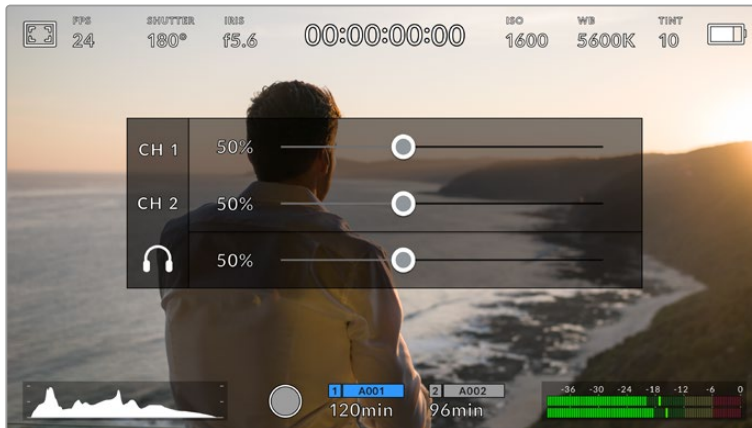 FPS SHUTTER IRIS ISO WB TINT
24 180° f5.6 00:00:00:00 1600 5600K 10
CH 1 50%
CH 2 50%
50%
1 A001 2 A002
120min 96min
-36 -30 -24 -18 -12 -6 0